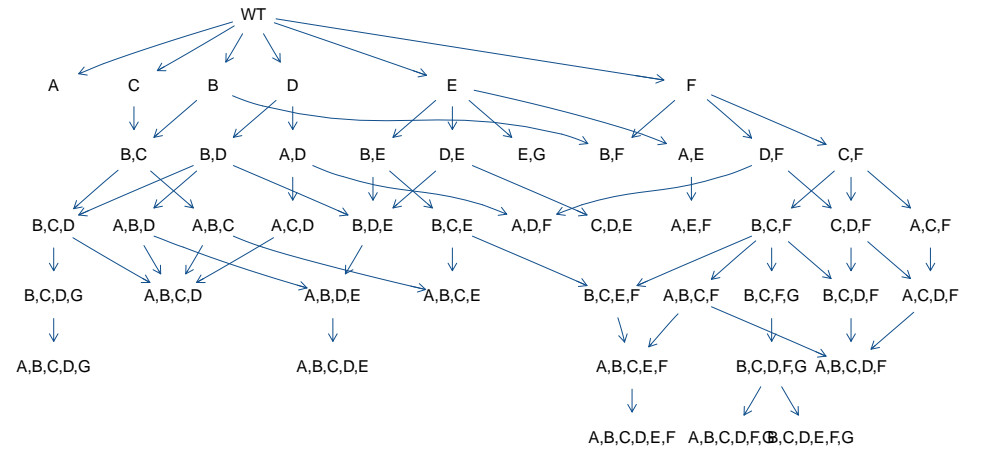 WT
A C B D E F
B,C B,D A,D B,E D,E E,G B,F A,E D,F C,F
B,C,D A,B,D A,B,C A,C,D B,D,E B,C,E A,D,F C,D,E A,E,F B,C,F C,D,F A,C,F
B,C,D,G A,B,C,D A,B,D,E A,B,C,E B,C,E,F A,B,C,F B,C,F,G B,C,D,F A,C,D,F
A,B,C,D,G A,B,C,D,E A,B,C,E,F B,C,D,F,G A,B,C,D,F
A,B,C,D,E,F A,B,C,D,F,G B,C,D,E,F,G